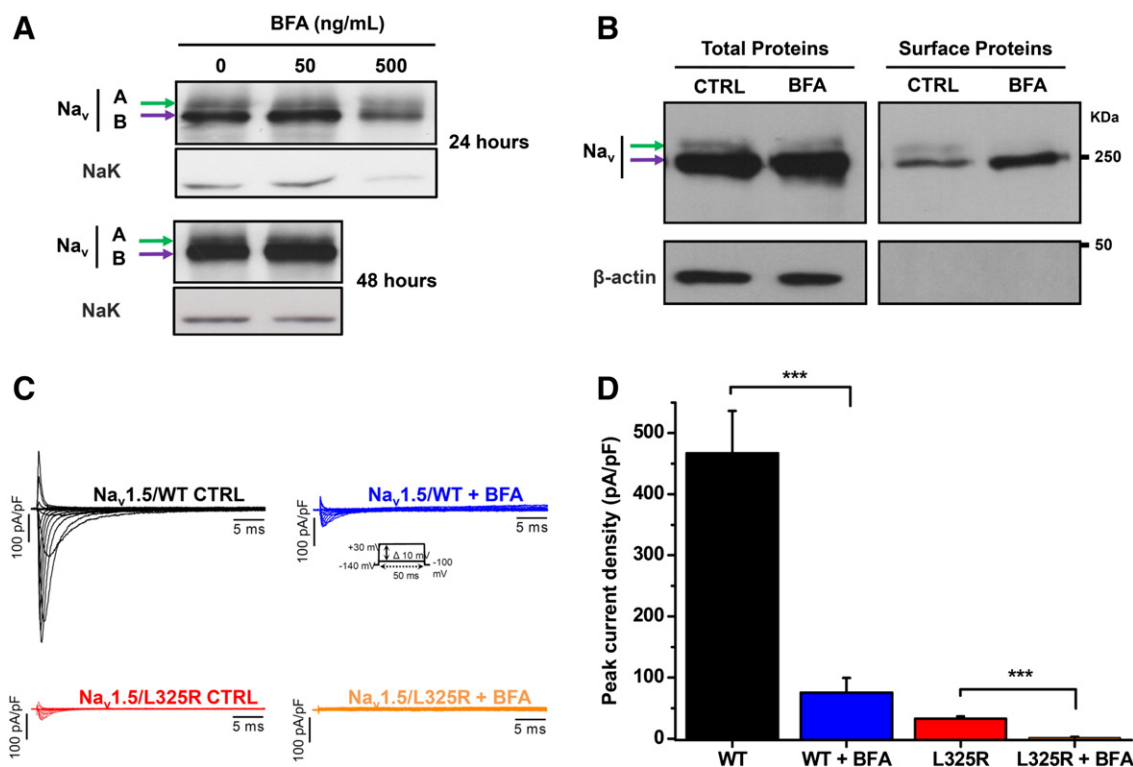 A
BFA (ng/mL)
0 50 500
Nav A
B
24 hours
NaK
Nav A
B
48 hours
NaK
B
Total Proteins Surface Proteins
CTRL BFA CTRL BFA
KDa
Nav
250
50
β-actin
C
Nav1.5/WT CTRL
100 pA/pF
5 ms
Nav1.5/WT + BFA
100 pA/pF
5 ms
+30 mV
Δ 10 mV
-140 mV
-100 mV
50 ms
Nav1.5/L325R CTRL
100 pA/pF
5 ms
Nav1.5/L325R + BFA
100 pA/pF
5 ms
D
Peak current density (pA/pF)
500
400
300
200
100
0
***
***
WT WT + BFA L325R L325R + BFA